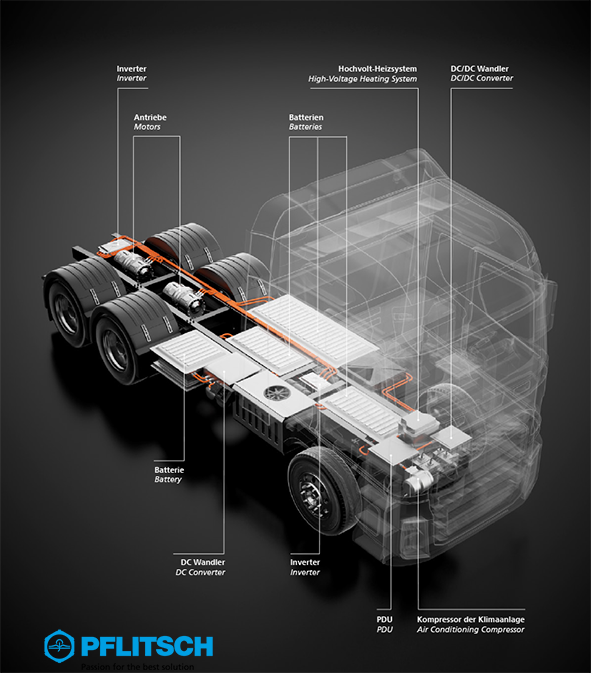 Inverter
Inverter
Hochvolt-Heizsystem
High-Voltage Heating System
DC/DC Wandler
DC/DC Converter
Antriebe
Motors
Batterien
Batteries
Batterie
Battery
DC Wandler
DC Converter
Inverter
Inverter
PDU
PDU
Kompressor der Klimaanlage
Air Conditioning Compressor
PFLITSCH
Passion for the best solution